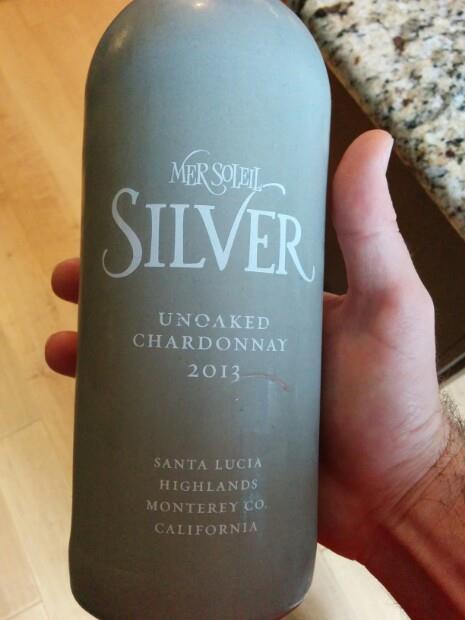 MER SOLEIL
SILVER
UNOAKED
CHARDONNAY
2013
SANTA LUCIA
HIGHLANDS
MONTEREY CO.
CALIFORNIA